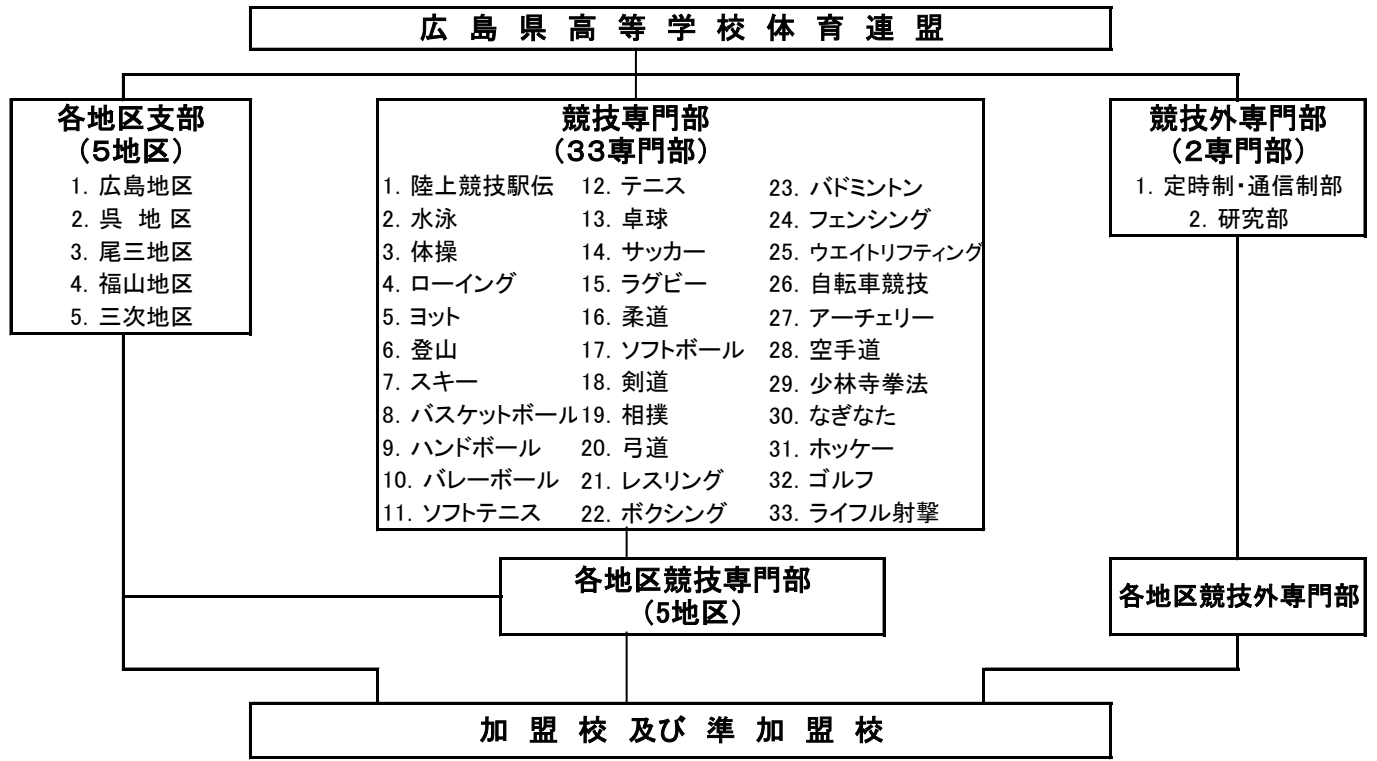 広島県高等学校体育連盟
各地区支部
(5地区)
1. 広島地区
2. 呉地区
3. 尾三地区
4. 福山地区
5. 三次地区
競技専門部
(33専門部)
1. 陸上競技駅伝
2. 水泳
3. 体操
4. ローイング
5. ヨット
6. 登山
7. スキー
8. バスケットボール
9. ハンドボール
10. バレーボール
11. ソフトテニス
12. テニス
13. 卓球
14. サッカー
15. ラグビー
16. 柔道
17. ソフトボール
18. 剣道
19. 相撲
20. 弓道
21. レスリング
22. ボクシング
23. バドミントン
24. フェンシング
25. ウエイトリフティング
26. 自転車競技
27. アーチェリー
28. 空手道
29. 少林寺拳法
30. なぎなた
31. ホッケー
32. ゴルフ
33. ライフル射撃
競技外専門部
(2専門部)
1. 定時制・通信制部
2. 研究部
各地区競技専門部
(5地区)
各地区競技外専門部
加盟校及び準加盟校